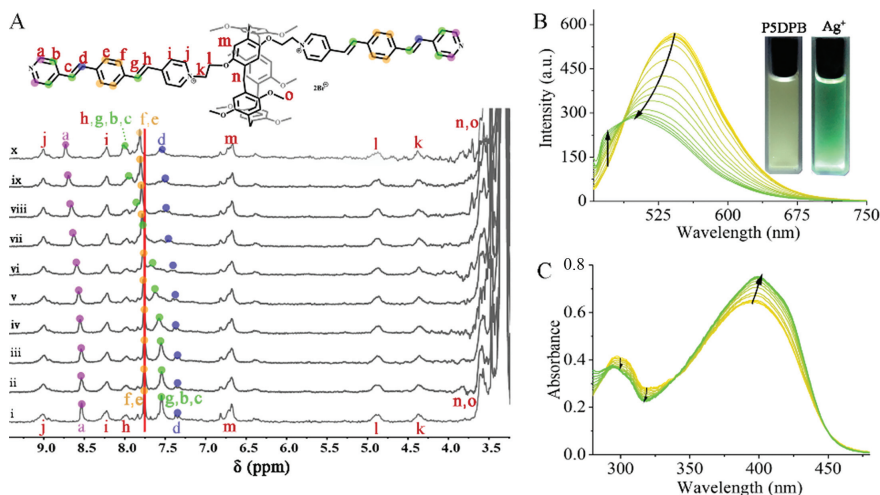 A
a b c d e f g h i j k l m n o
N
N⊕
O
2Br⊖
h,g,b,c f,e
j a i d m l k n,o
x
ix
viii
vii
vi
v
iv
iii
ii
i
f,e g,b,c n,o
j a i h d m l k
9.0 8.5 8.0 7.5 7.0 6.5 6.0 5.5 5.0 4.5 4.0 3.5
δ (ppm)
B
Intensity (a.u.)
600
450
300
150
0
P5DPB Ag⁺
525 600 675 750
Wavelength (nm)
C
Absorbance
0.8
0.6
0.4
0.2
0.0
300 350 400 450
Wavelength (nm)